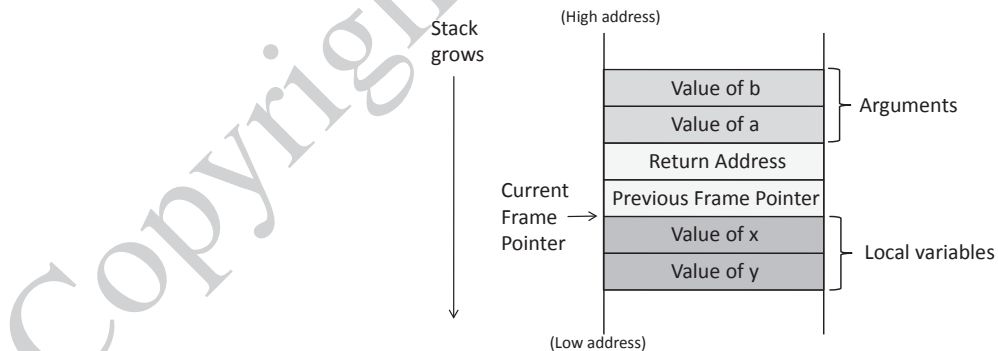 (High address)
Stack
grows
Value of b
Value of a
Arguments
Return Address
Previous Frame Pointer
Current
Frame
Pointer
Value of x
Value of y
Local variables
(Low address)
Copyrigh